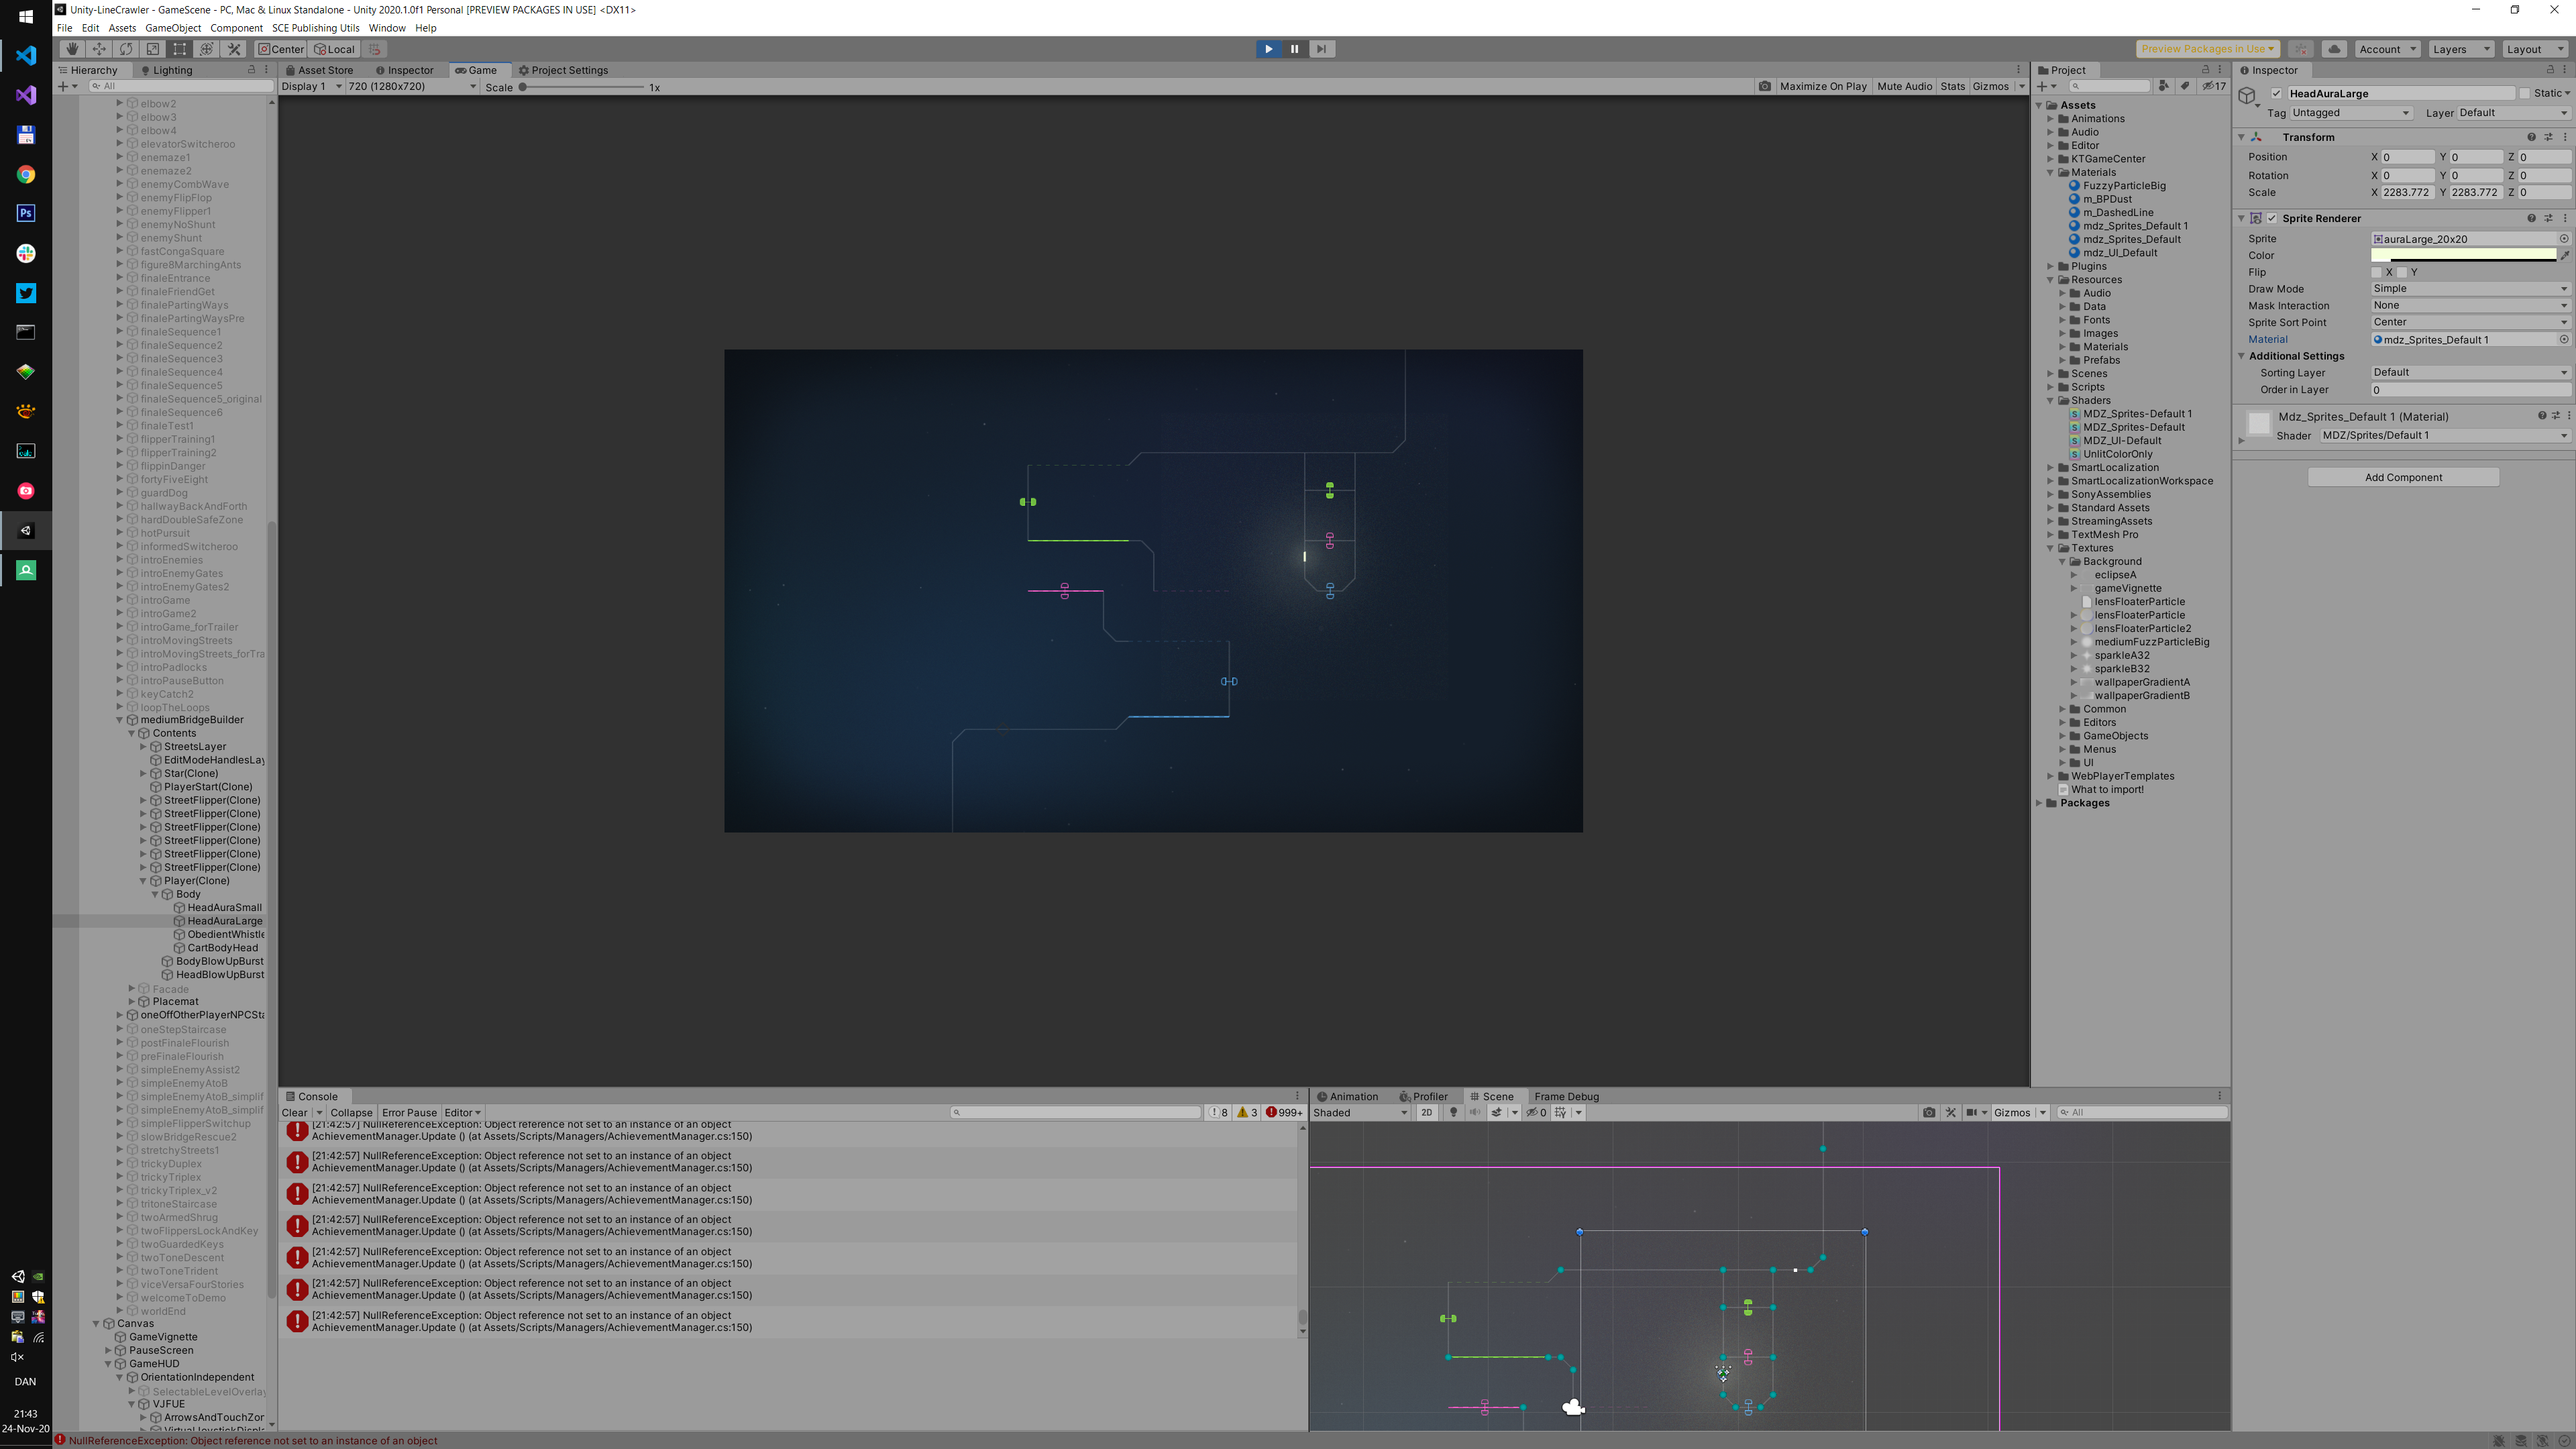 Unity-LineCrawler - GameScene - PC, Mac & Linux Standalone - Unity 2020.1.0f1 Personal [PREVIEW PACKAGES IN USE] <DX11>
File Edit Assets GameObject Component SCE Publishing Utils Window Help
Center Local
Preview Packages in Use Account Layers Layout
Hierarchy Lighting
All
elbow2
elbow3
elbow4
elevatorSwitcheroo
enemaze1
enemaze2
enemyCombWave
enemyFlipFlop
enemyFlipper1
enemyNoShunt
enemyShunt
fastCongaSquare
figure8MarchingAnts
finaleEntrance
finaleFriendGet
finalePartingWays
finalePartingWaysPre
finaleSequence1
finaleSequence2
finaleSequence3
finaleSequence4
finaleSequence5
finaleSequence5_original
finaleSequence6
finaleTest1
flipperTraining1
flipperTraining2
flippinDanger
fortyFiveEight
guardDog
hallwayBackAndForth
hardDoubleSafeZone
hotPursuit
informedSwitcheroo
introEnemies
introEnemyGates
introEnemyGates2
introGame
introGame2
introGame_forTrailer
introMovingStreets
introMovingStreets_forTra
introPadlocks
introPauseButton
keyCatch2
loopTheLoops
mediumBridgeBuilder
Contents
StreetsLayer
EditModeHandlesLay
Star(Clone)
PlayerStart(Clone)
StreetFlipper(Clone)
StreetFlipper(Clone)
StreetFlipper(Clone)
StreetFlipper(Clone)
StreetFlipper(Clone)
StreetFlipper(Clone)
Player(Clone)
Body
HeadAuraSmall
HeadAuraLarge
ObedientWhistle
CartBodyHead
BodyBlowUpBurst
HeadBlowUpBurst
Facade
Placemat
oneOffOtherPlayerNPCSta
oneStepStaircase
postFinaleFlourish
preFinaleFlourish
simpleEnemyAssist2
simpleEnemyAtoB
simpleEnemyAtoB_simplif
simpleEnemyAtoB_simplif
simpleFlipperSwitchup
slowBridgeRescue2
stretchyStreets1
trickyDuplex
trickyTriplex
trickyTriplex_v2
tritoneStaircase
twoArmedShrug
twoFlippersLockAndKey
twoGuardedKeys
twoToneDescent
twoToneTrident
viceVersaFourStories
welcomeToDemo
worldEnd
Canvas
GameVignette
PauseScreen
GameHUD
OrientationIndependent
SelectableLevelOverlay
VJFUE
ArrowsAndTouchZor
VirtualJoystickDispl
Asset Store Inspector Game Project Settings
Display 1 720 (1280x720) Scale 1x
Maximize On Play Mute Audio Stats Gizmos
Console
Clear Collapse Error Pause Editor 8 3 999+
[21:42:57] NullReferenceException: Object reference not set to an instance of an object
AchievementManager.Update () (at Assets/Scripts/Managers/AchievementManager.cs:150)
[21:42:57] NullReferenceException: Object reference not set to an instance of an object
AchievementManager.Update () (at Assets/Scripts/Managers/AchievementManager.cs:150)
[21:42:57] NullReferenceException: Object reference not set to an instance of an object
AchievementManager.Update () (at Assets/Scripts/Managers/AchievementManager.cs:150)
[21:42:57] NullReferenceException: Object reference not set to an instance of an object
AchievementManager.Update () (at Assets/Scripts/Managers/AchievementManager.cs:150)
[21:42:57] NullReferenceException: Object reference not set to an instance of an object
AchievementManager.Update () (at Assets/Scripts/Managers/AchievementManager.cs:150)
[21:42:57] NullReferenceException: Object reference not set to an instance of an object
AchievementManager.Update () (at Assets/Scripts/Managers/AchievementManager.cs:150)
[21:42:57] NullReferenceException: Object reference not set to an instance of an object
AchievementManager.Update () (at Assets/Scripts/Managers/AchievementManager.cs:150)
Animation Profiler Scene Frame Debug
Shaded 2D 0 Gizmos All
Project
17
Assets
Animations
Audio
Editor
KTGameCenter
Materials
FuzzyParticleBig
m_BPDust
m_DashedLine
mdz_Sprites_Default 1
mdz_Sprites_Default
mdz_UI_Default
Plugins
Resources
Audio
Data
Fonts
Images
Materials
Prefabs
Scenes
Scripts
Shaders
MDZ_Sprites-Default 1
MDZ_Sprites-Default
MDZ_UI-Default
UnlitColorOnly
SmartLocalization
SmartLocalizationWorkspace
SonyAssemblies
Standard Assets
StreamingAssets
TextMesh Pro
Textures
Background
eclipseA
gameVignette
lensFloaterParticle
lensFloaterParticle
lensFloaterParticle2
mediumFuzzParticleBig
sparkleA32
sparkleB32
wallpaperGradientA
wallpaperGradientB
Common
Editors
GameObjects
Menus
UI
WebPlayerTemplates
What to import!
Packages
Inspector
HeadAuraLarge Static
Tag Untagged Layer Default
Transform
Position X 0 Y 0 Z 0
Rotation X 0 Y 0 Z 0
Scale X 2283.772 Y 2283.772 Z 0
Sprite Renderer
Sprite auraLarge_20x20
Color
Flip X Y
Draw Mode Simple
Mask Interaction None
Sprite Sort Point Center
Material mdz_Sprites_Default 1
Additional Settings
Sorting Layer Default
Order in Layer 0
Mdz_Sprites_Default 1 (Material)
Shader MDZ/Sprites/Default 1
Add Component
Ps
DAN
21:43
24-Nov-20
NullReferenceException: Object reference not set to an instance of an object